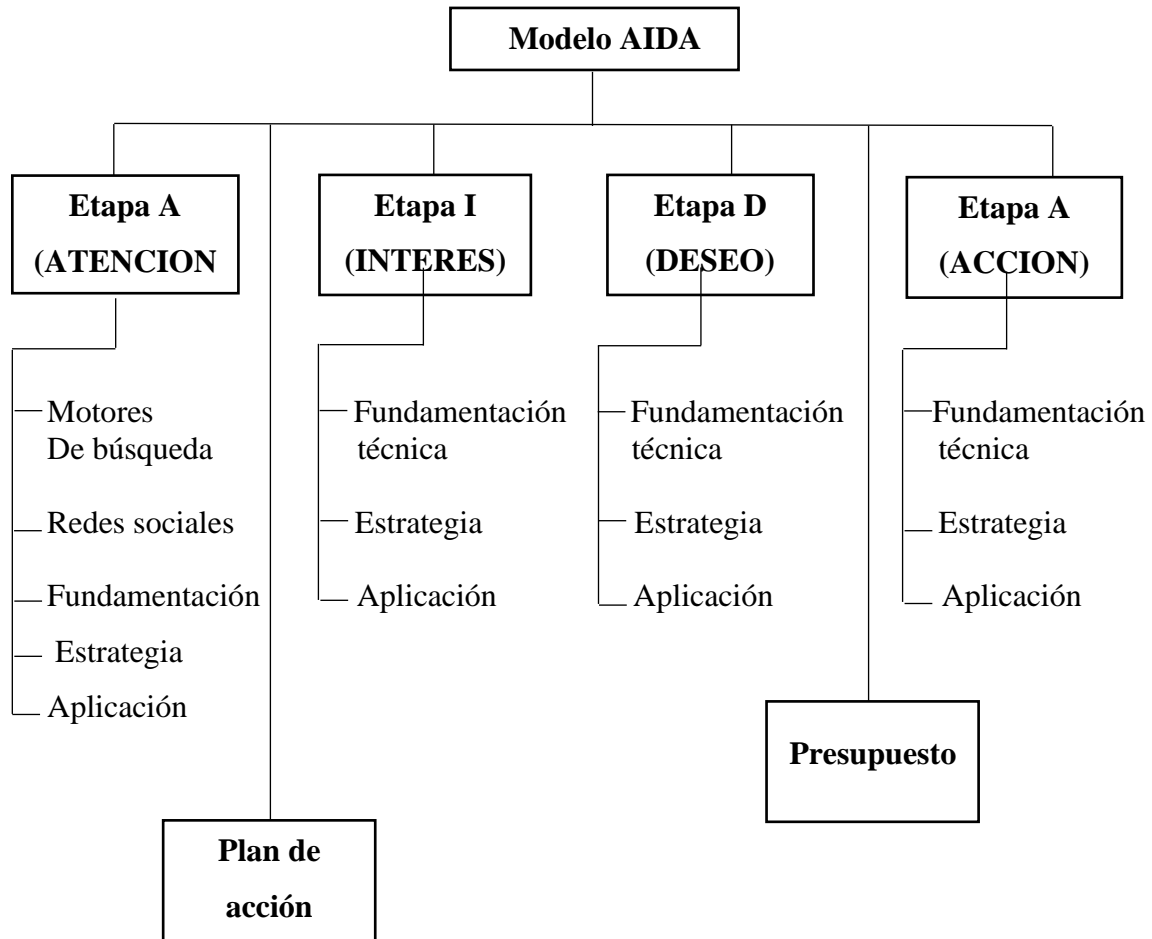 Modelo AIDA
Etapa A
(ATENCION
Etapa I
(INTERES)
Etapa D
(DESEO)
Etapa A
(ACCION)
Motores
De búsqueda
Redes sociales
Fundamentación
Estrategia
Aplicación
Fundamentación
técnica
Estrategia
Aplicación
Fundamentación
técnica
Estrategia
Aplicación
Fundamentación
técnica
Estrategia
Aplicación
Presupuesto
Plan de
acción